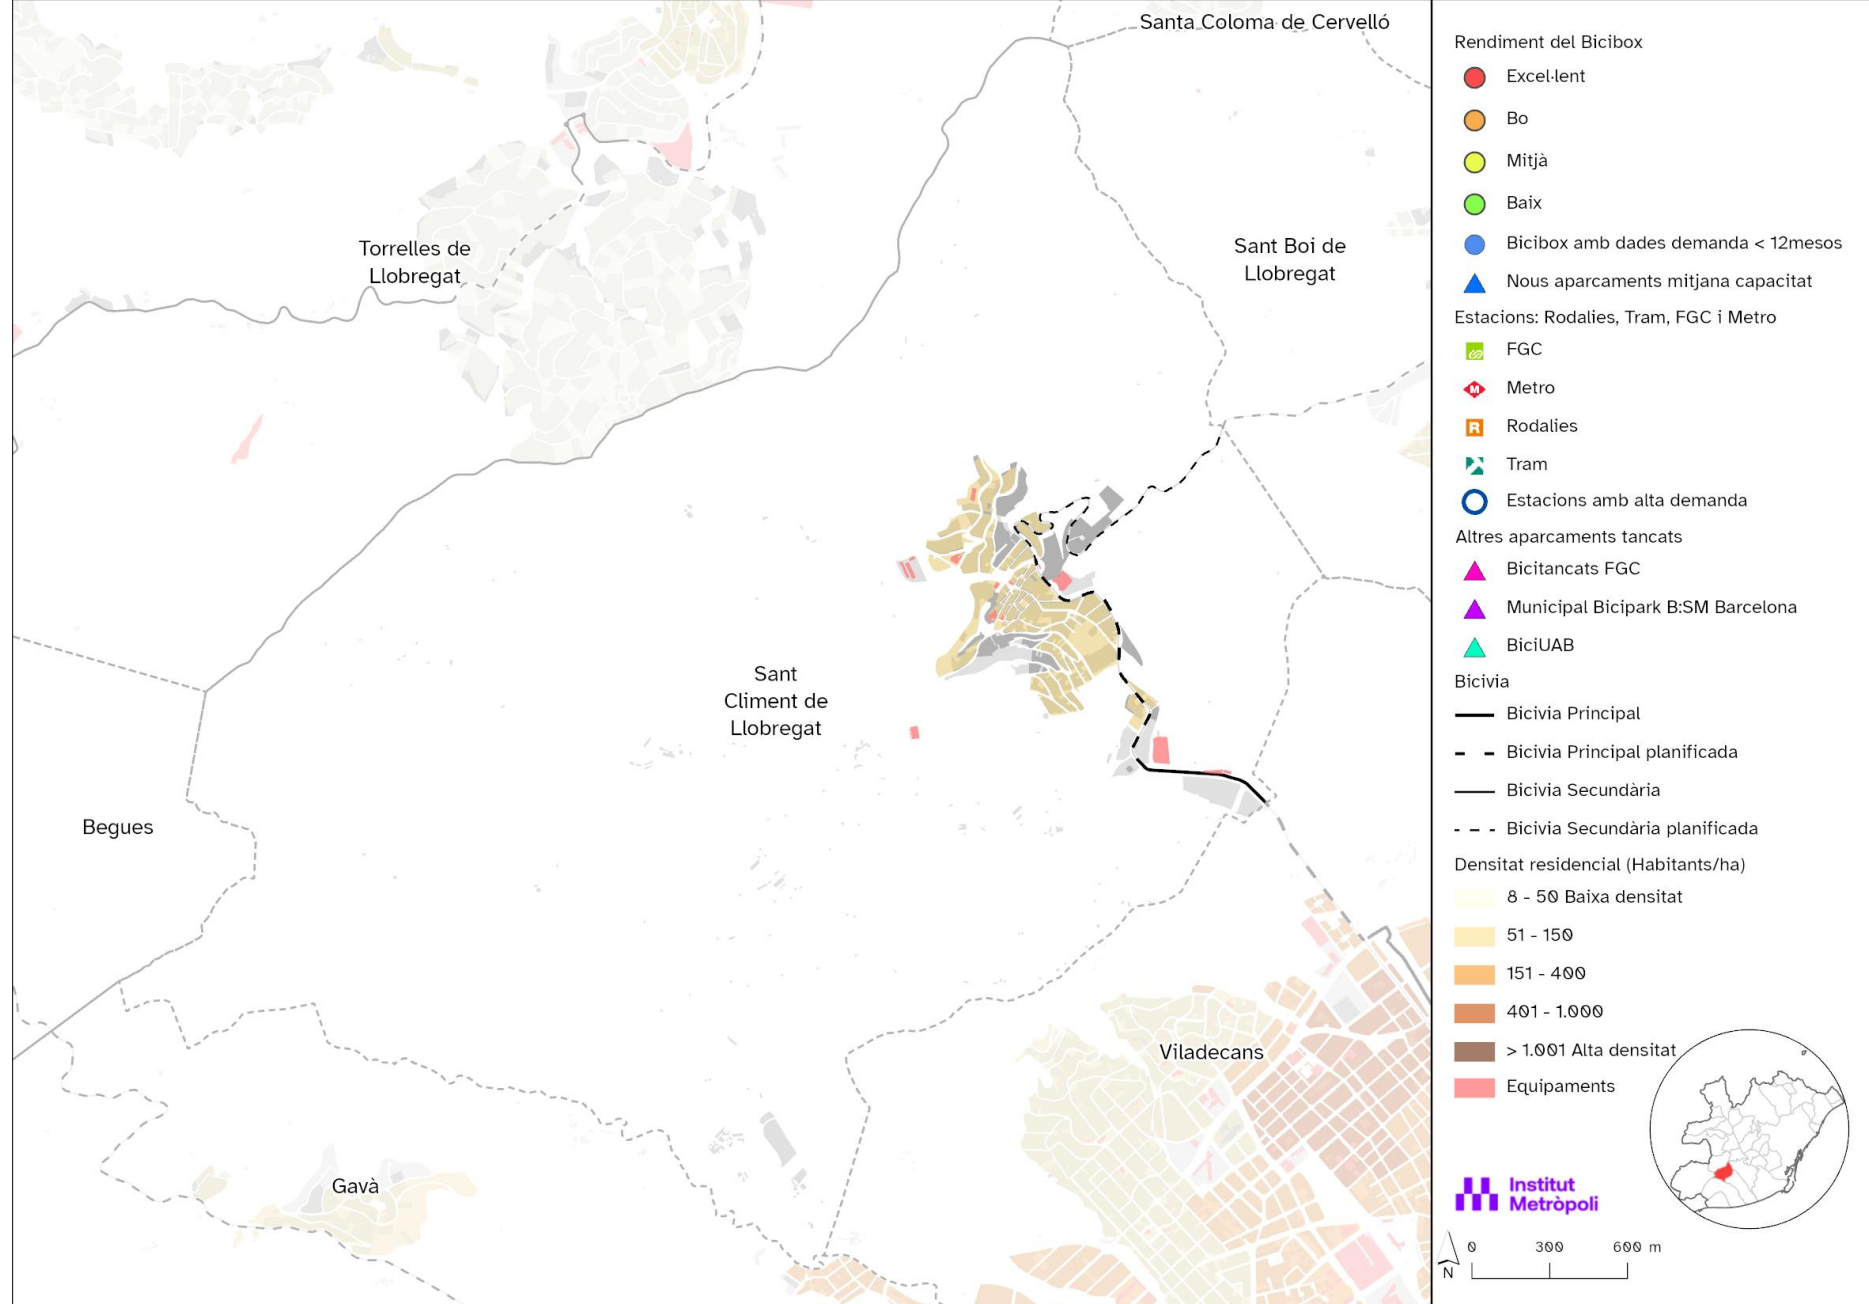 Santa Coloma de Cervelló
Torrelles de
Llobregat
Sant Boi de
Llobregat
Sant
Climent de
Llobregat
Begues
Viladecans
Gavà
Rendiment del Bicibox
Excel·lent
Bo
Mitjà
Baix
Bicibox amb dades demanda < 12mesos
Nous aparcaments mitjana capacitat
Estacions: Rodalies, Tram, FGC i Metro
FGC
M
Metro
R
Rodalies
Tram
Estacions amb alta demanda
Altres aparcaments tancats
Bicitancats FGC
Municipal Bicipark B:SM Barcelona
BiciUAB
Bicivia
Bicivia Principal
Bicivia Principal planificada
Bicivia Secundària
Bicivia Secundària planificada
Densitat residencial (Habitants/ha)
8 - 50 Baixa densitat
51 - 150
151 - 400
401 - 1.000
> 1.001 Alta densitat
Equipaments
Institut
Metròpoli
N
0 300 600 m